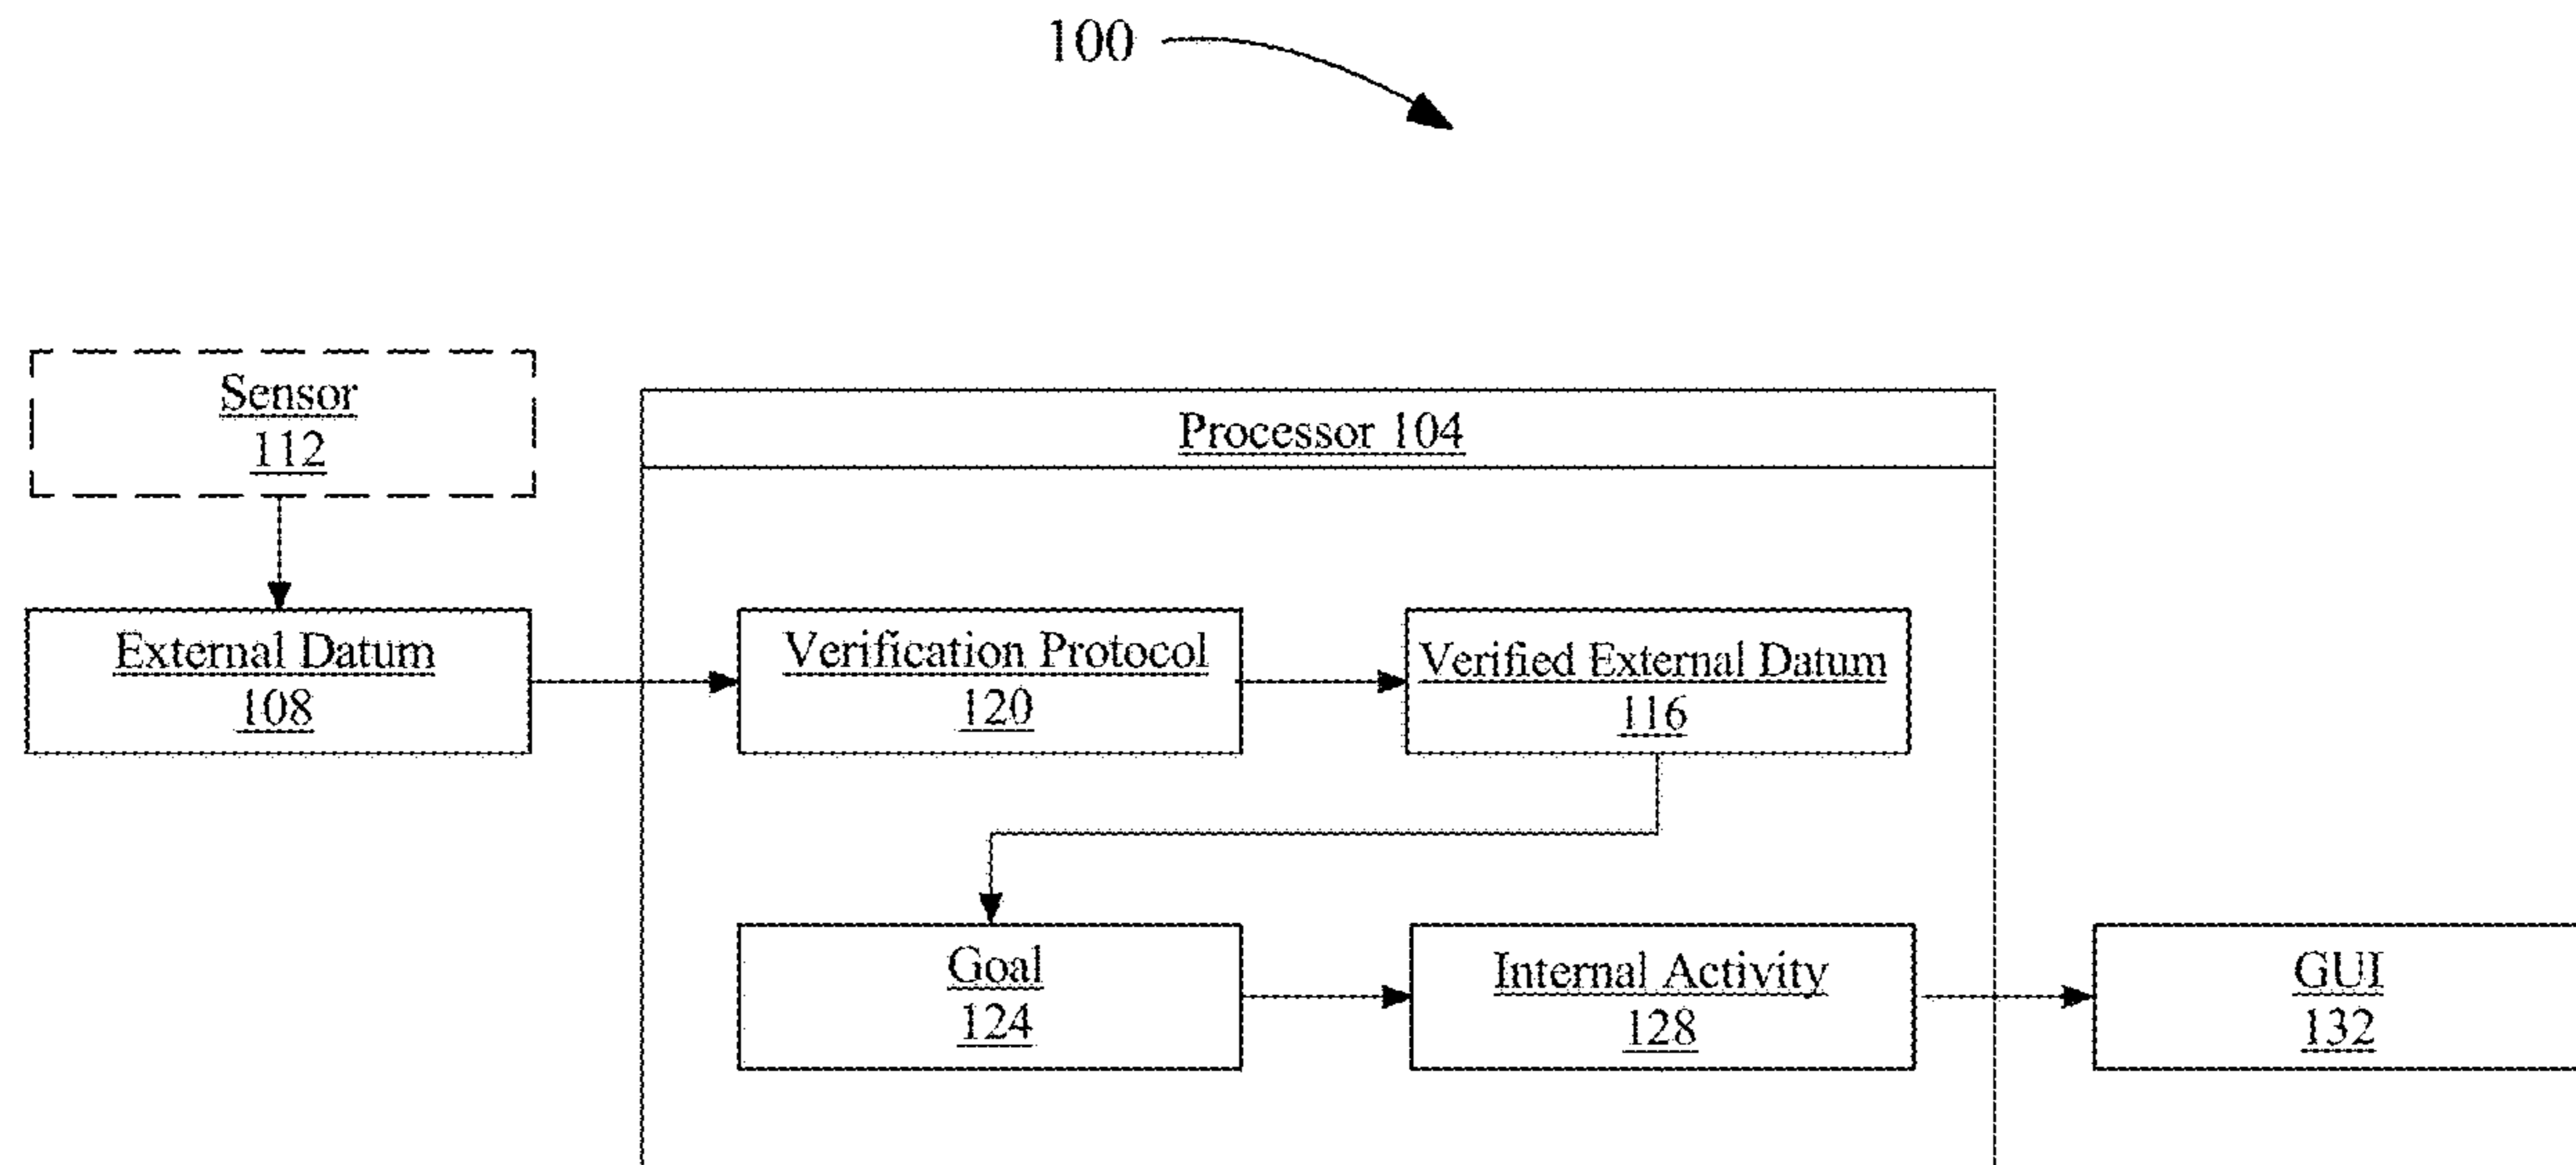 100
Sensor
112
Processor 104
External Datum
108
Verification Protocol
120
Verified External Datum
116
Goal
124
Internal Activity
128
GUI
132